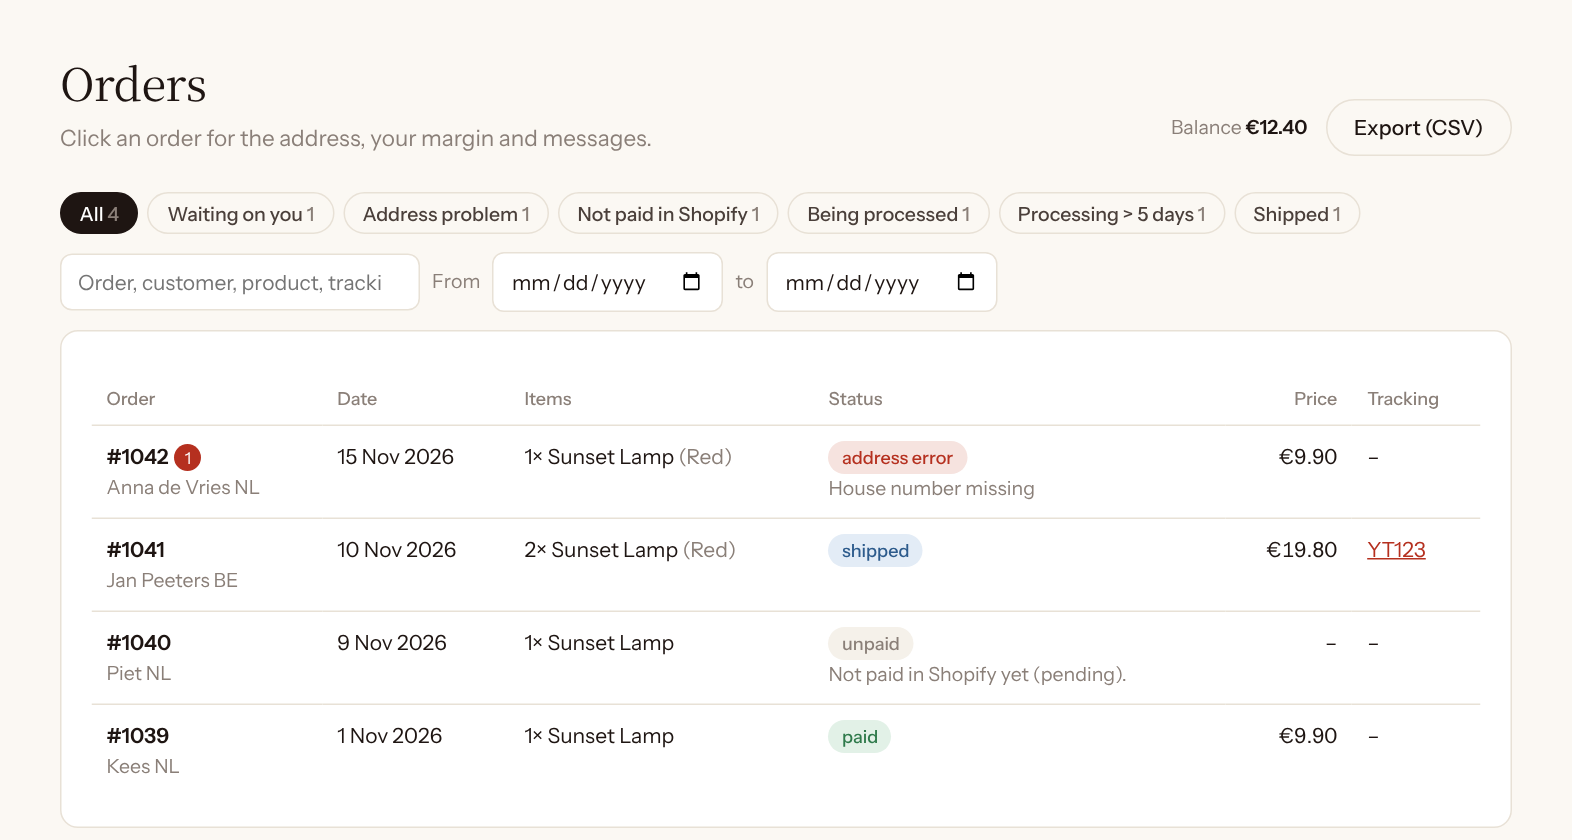 Orders
Click an order for the address, your margin and messages.
Balance €12.40
Export (CSV)
All 4
Waiting on you 1
Address problem 1
Not paid in Shopify 1
Being processed 1
Processing > 5 days 1
Shipped 1
Order, customer, product, tracki
From
mm/dd/yyyy
to
mm/dd/yyyy
Order Date Items Status Price Tracking
#1042 1 15 Nov 2026 1× Sunset Lamp (Red) address error €9.90 –
Anna de Vries NL House number missing
#1041 10 Nov 2026 2× Sunset Lamp (Red) shipped €19.80 YT123
Jan Peeters BE
#1040 9 Nov 2026 1× Sunset Lamp unpaid – –
Piet NL Not paid in Shopify yet (pending).
#1039 1 Nov 2026 1× Sunset Lamp paid €9.90 –
Kees NL